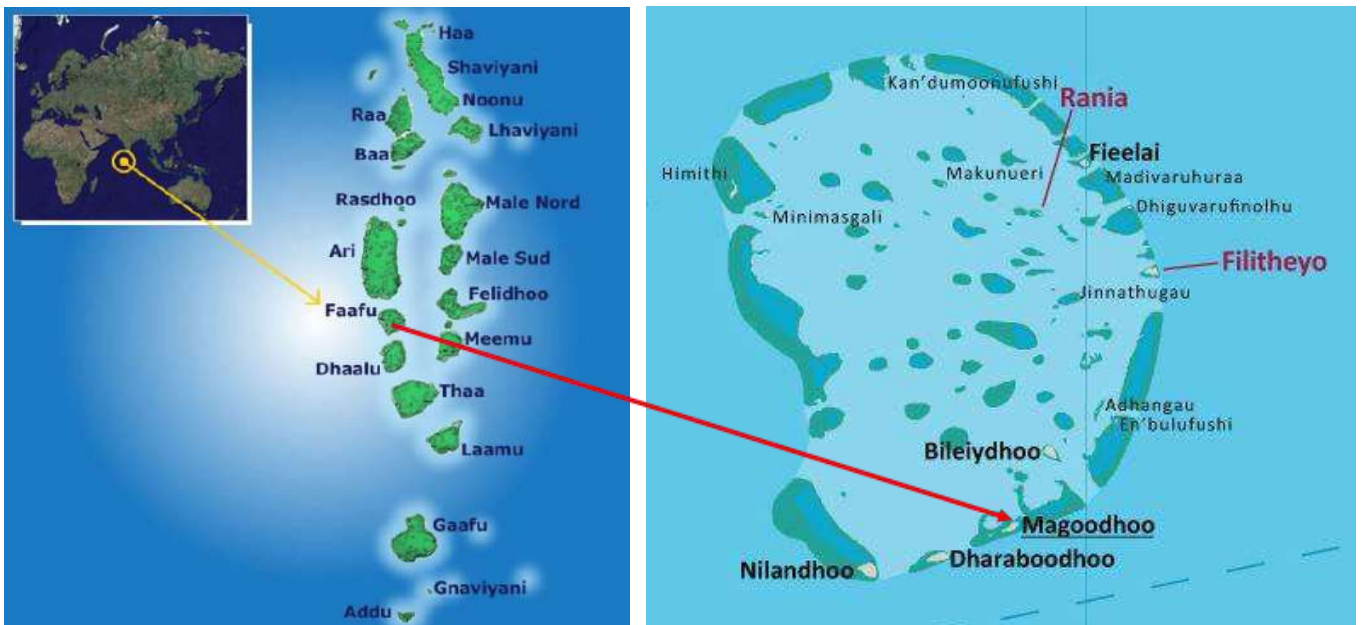 Haa
Shaviyani
Noonu
Raa
Lhaviyani
Baa
Rasdhoo
Male Nord
Ari
Male Sud
Felidhoo
Faafu
Meemu
Dhaalu
Thaa
Laamu
Gaafu
Gnaviyani
Addu
Kan'dumoonufushi
Rania
Fieelai
Himithi
Makunueri
Madivaruhuraa
Minimasgali
Dhiguvarufinolhu
Filitheyo
Jinnathugau
Adhangau
En'bulufushi
Bileiydhoo
Magoodhoo
Dharaboodhoo
Nilandhoo